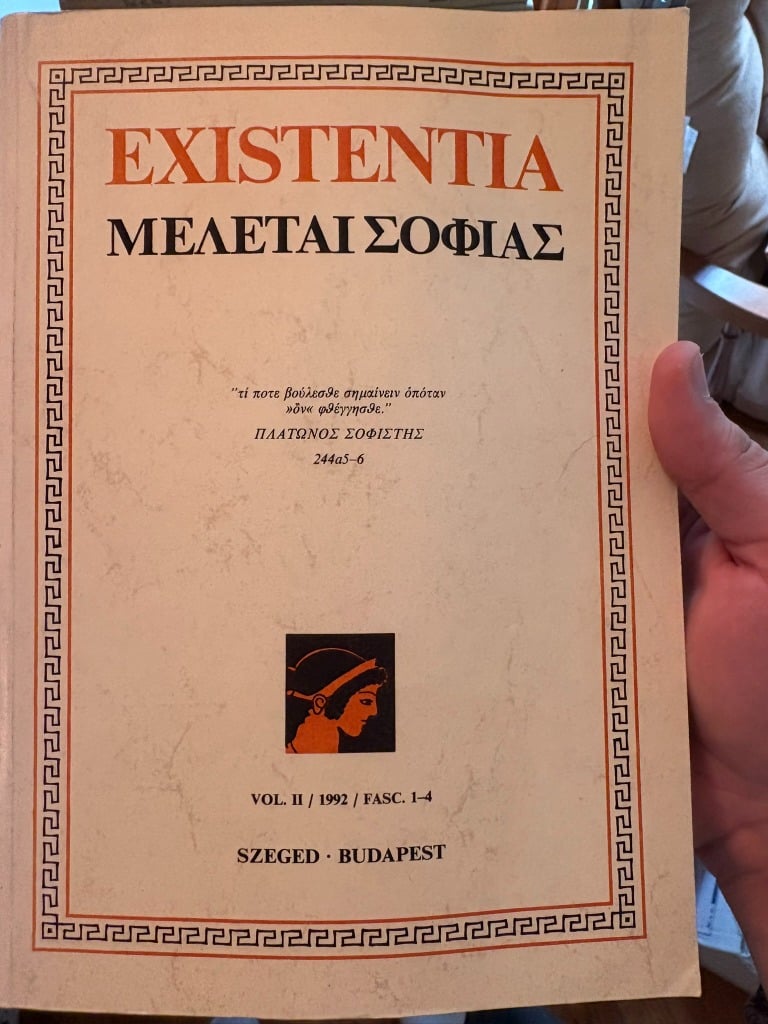 EXISTENTIA
ΜΕΛΕΤΑΙ ΣΟΦΙΑΣ
"τί ποτε βούλεσϑε σημαίνειν ὁπόταν
»ὂν« φϑέγγησϑε."
ΠΛΑΤΩΝΟΣ ΣΟΦΙΣΤΗΣ
244a5–6
VOL. II / 1992 / FASC. 1–4
SZEGED · BUDAPEST